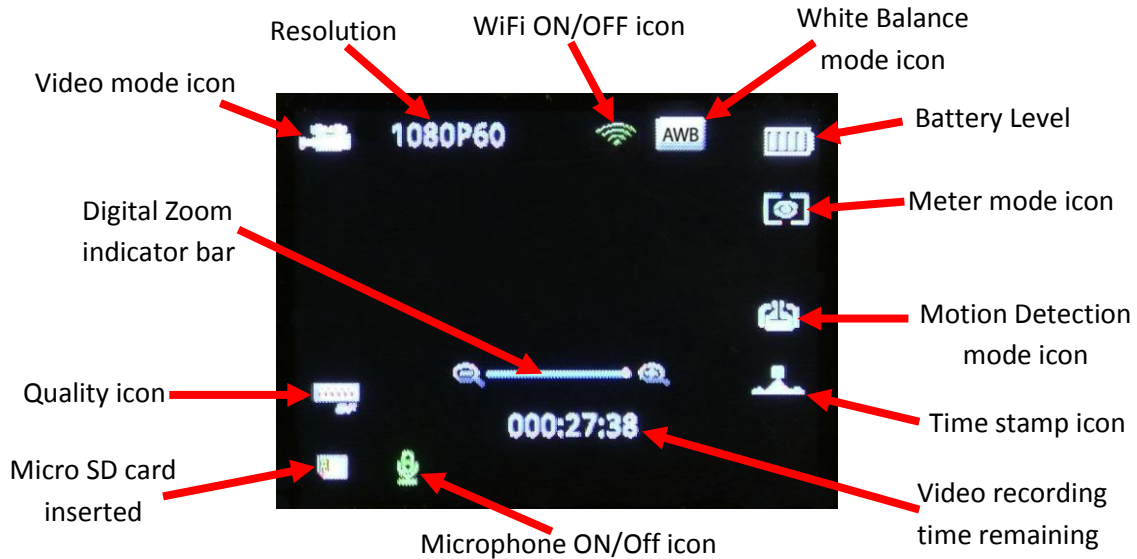 Resolution
WiFi ON/OFF icon
White Balance
mode icon
Video mode icon
1080P60
AWB
Battery Level
Meter mode icon
Digital Zoom
indicator bar
Motion Detection
mode icon
Quality icon
000:27:38
Time stamp icon
Micro SD card
inserted
Video recording
time remaining
Microphone ON/Off icon